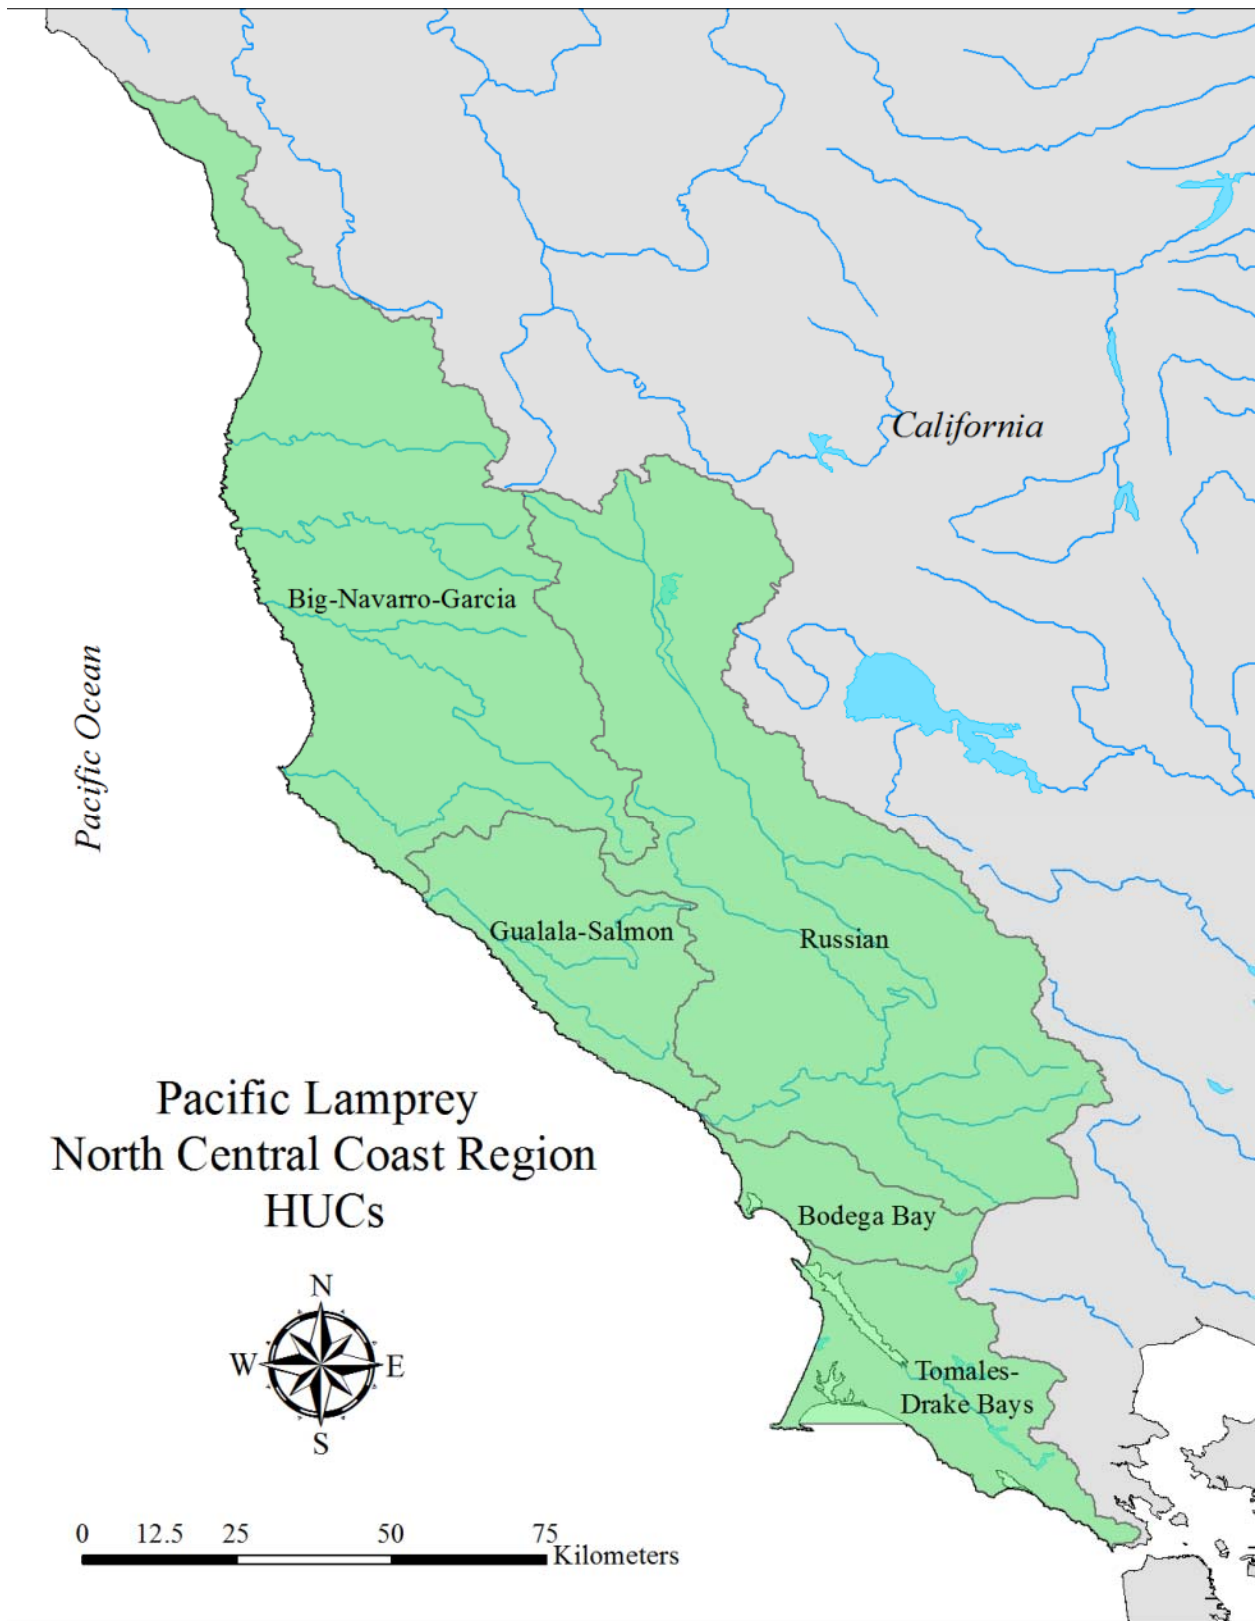 California
Big-Navarro-Garcia
Pacific Ocean
Gualala-Salmon
Russian
Pacific Lamprey
North Central Coast Region
HUCs
Bodega Bay
N
W
E
S
Tomales-
Drake Bays
0 12.5 25 50 75
Kilometers